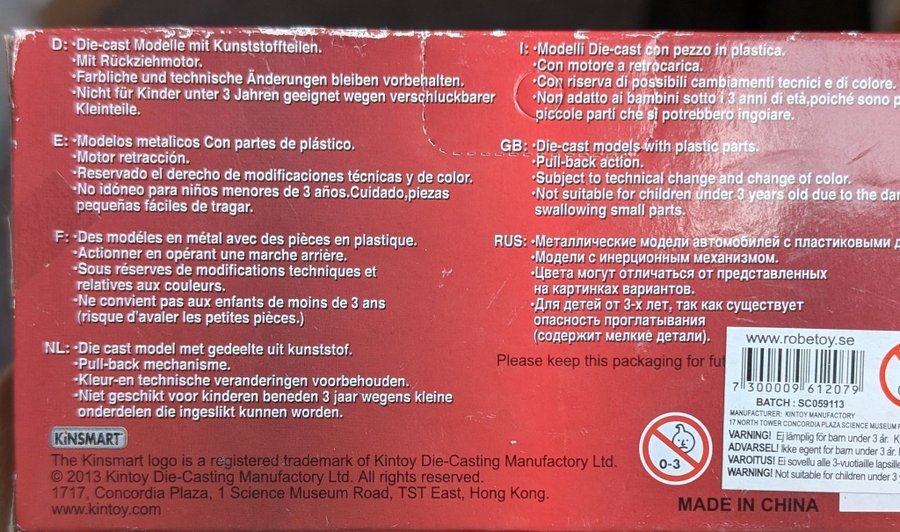 D: •Die-cast Modelle mit Kunststoffteilen.
•Mit Rückziehmotor.
•Farbliche und technische Änderungen bleiben vorbehalten.
•Nicht für Kinder unter 3 Jahren geeignet wegen verschluckbarer
Kleinteile.
E: •Modelos metalicos Con partes de plástico.
•Motor retracción.
•Reservado el derecho de modificaciones técnicas y de color.
•No idóneo para niños menores de 3 años.Cuidado,piezas
pequeñas fáciles de tragar.
F: •Des modéles en métal avec des pièces en plastique.
•Actionner en opérant une marche arrière.
•Sous réserves de modifications techniques et
relatives aux couleurs.
•Ne convient pas aux enfants de moins de 3 ans
(risque d'avaler les petites pièces.)
NL: •Die cast model met gedeelte uit kunststof.
•Pull-back mechanisme.
•Kleur-en technische veranderingen voorbehouden.
•Niet geschikt voor kinderen beneden 3 jaar wegens kleine
onderdelen die ingeslikt kunnen worden.
I: •Modelli Die-cast con pezzo in plastica.
•Con motore a retrocarica.
•Con riserva di possibili cambiamenti tecnici e di colore.
•Non adatto ai bambini sotto i 3 anni di età,poiché sono
piccole parti che si potrebbero ingoiare.
GB: •Die-cast models with plastic parts.
•Pull-back action.
•Subject to technical change and change of color.
•Not suitable for children under 3 years old due to the
swallowing small parts.
RUS: •Металлические модели автомобилей с пластиковыми
•Модели с инерционным механизмом.
•Цвета могут отличаться от представленных
на картинках вариантов.
•Для детей от 3-х лет, так как существует
опасность проглатывания
(содержит мелкие детали).
Please keep this packaging for
www.robetoy.se
7 300009 612079
BATCH : SC059113
MANUFACTURER: KINTOY MANUFACTORY
17 NORTH TOWER CONCORDIA PLAZA SCIENCE MUSEUM
VARNING! Ej lämplig för barn under 3 år.
ADVARSEL! Ikke egent for barn under 3
VAROITUS! Ei sovellu alle 3-vuotiaille
WARNING! Not suitable for children under 3
0-3
KiNSMART
The Kinsmart logo is a registered trademark of Kintoy Die-Casting Manufactory Ltd.
© 2013 Kintoy Die-Casting Manufactory Ltd. All rights reserved.
1717, Concordia Plaza, 1 Science Museum Road, TST East, Hong Kong.
www.kintoy.com
MADE IN CHINA